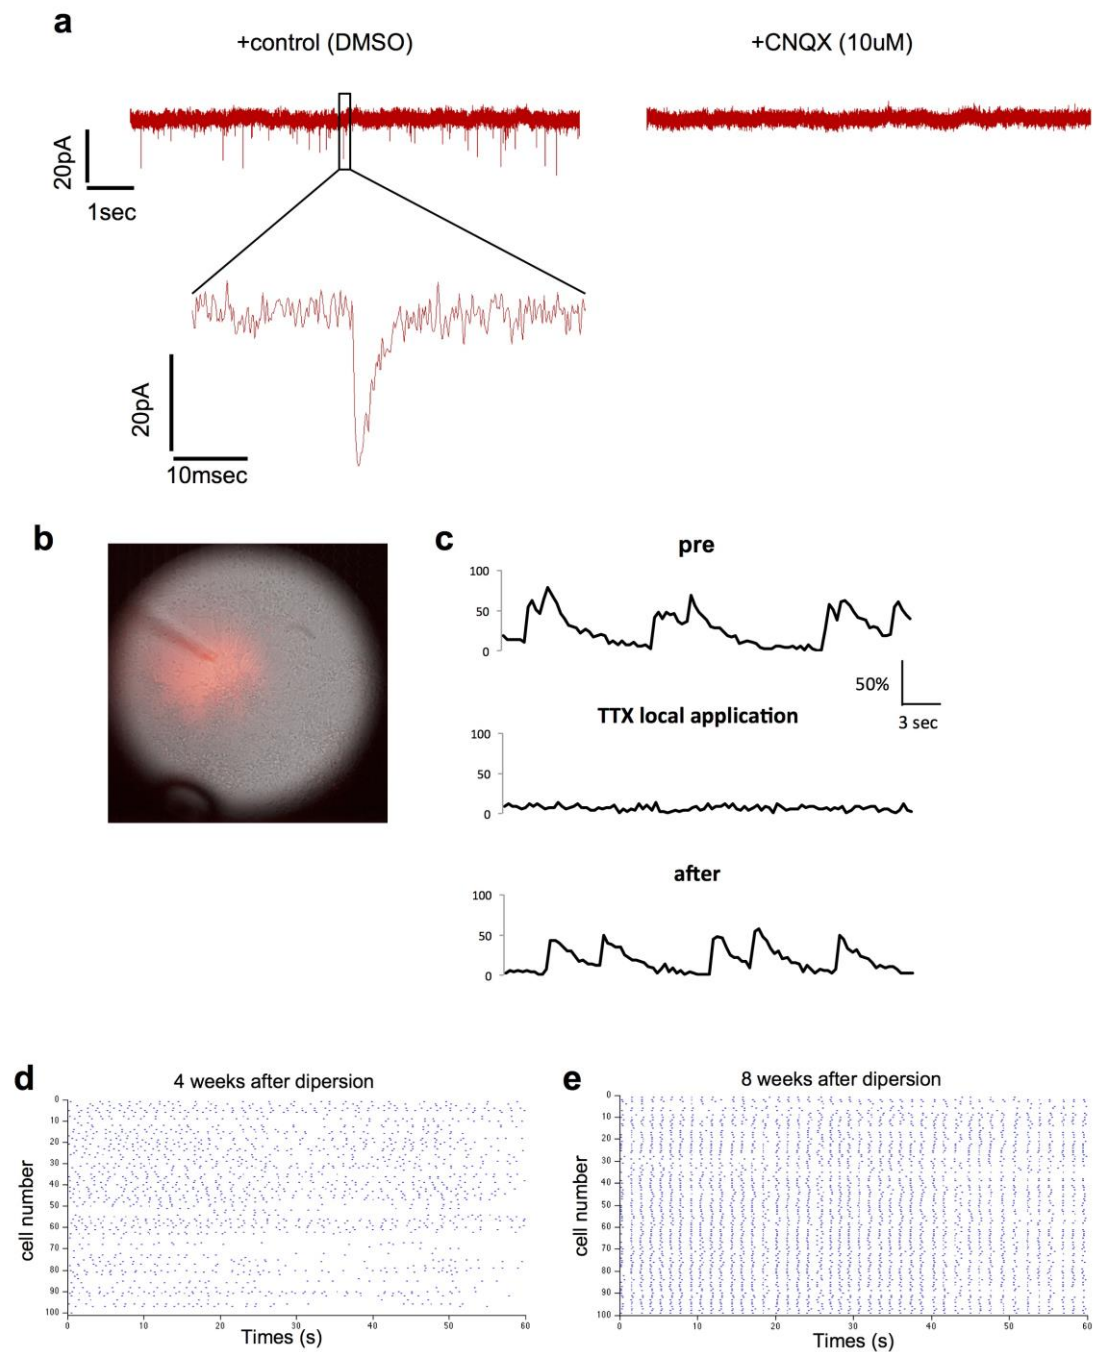 a
+control (DMSO)
+CNQX (10uM)
20pA
1sec
20pA
10msec
b
c
pre
100
50
0
50%
3 sec
TTX local application
100
50
0
after
100
50
0
d
4 weeks after dipersion
cell number
0
10
20
30
40
50
60
70
80
90
100
0 10 20 30 40 50 60
Times (s)
e
8 weeks after dipersion
cell number
0
10
20
30
40
50
60
70
80
90
100
0 10 20 30 40 50 60
Times (s)